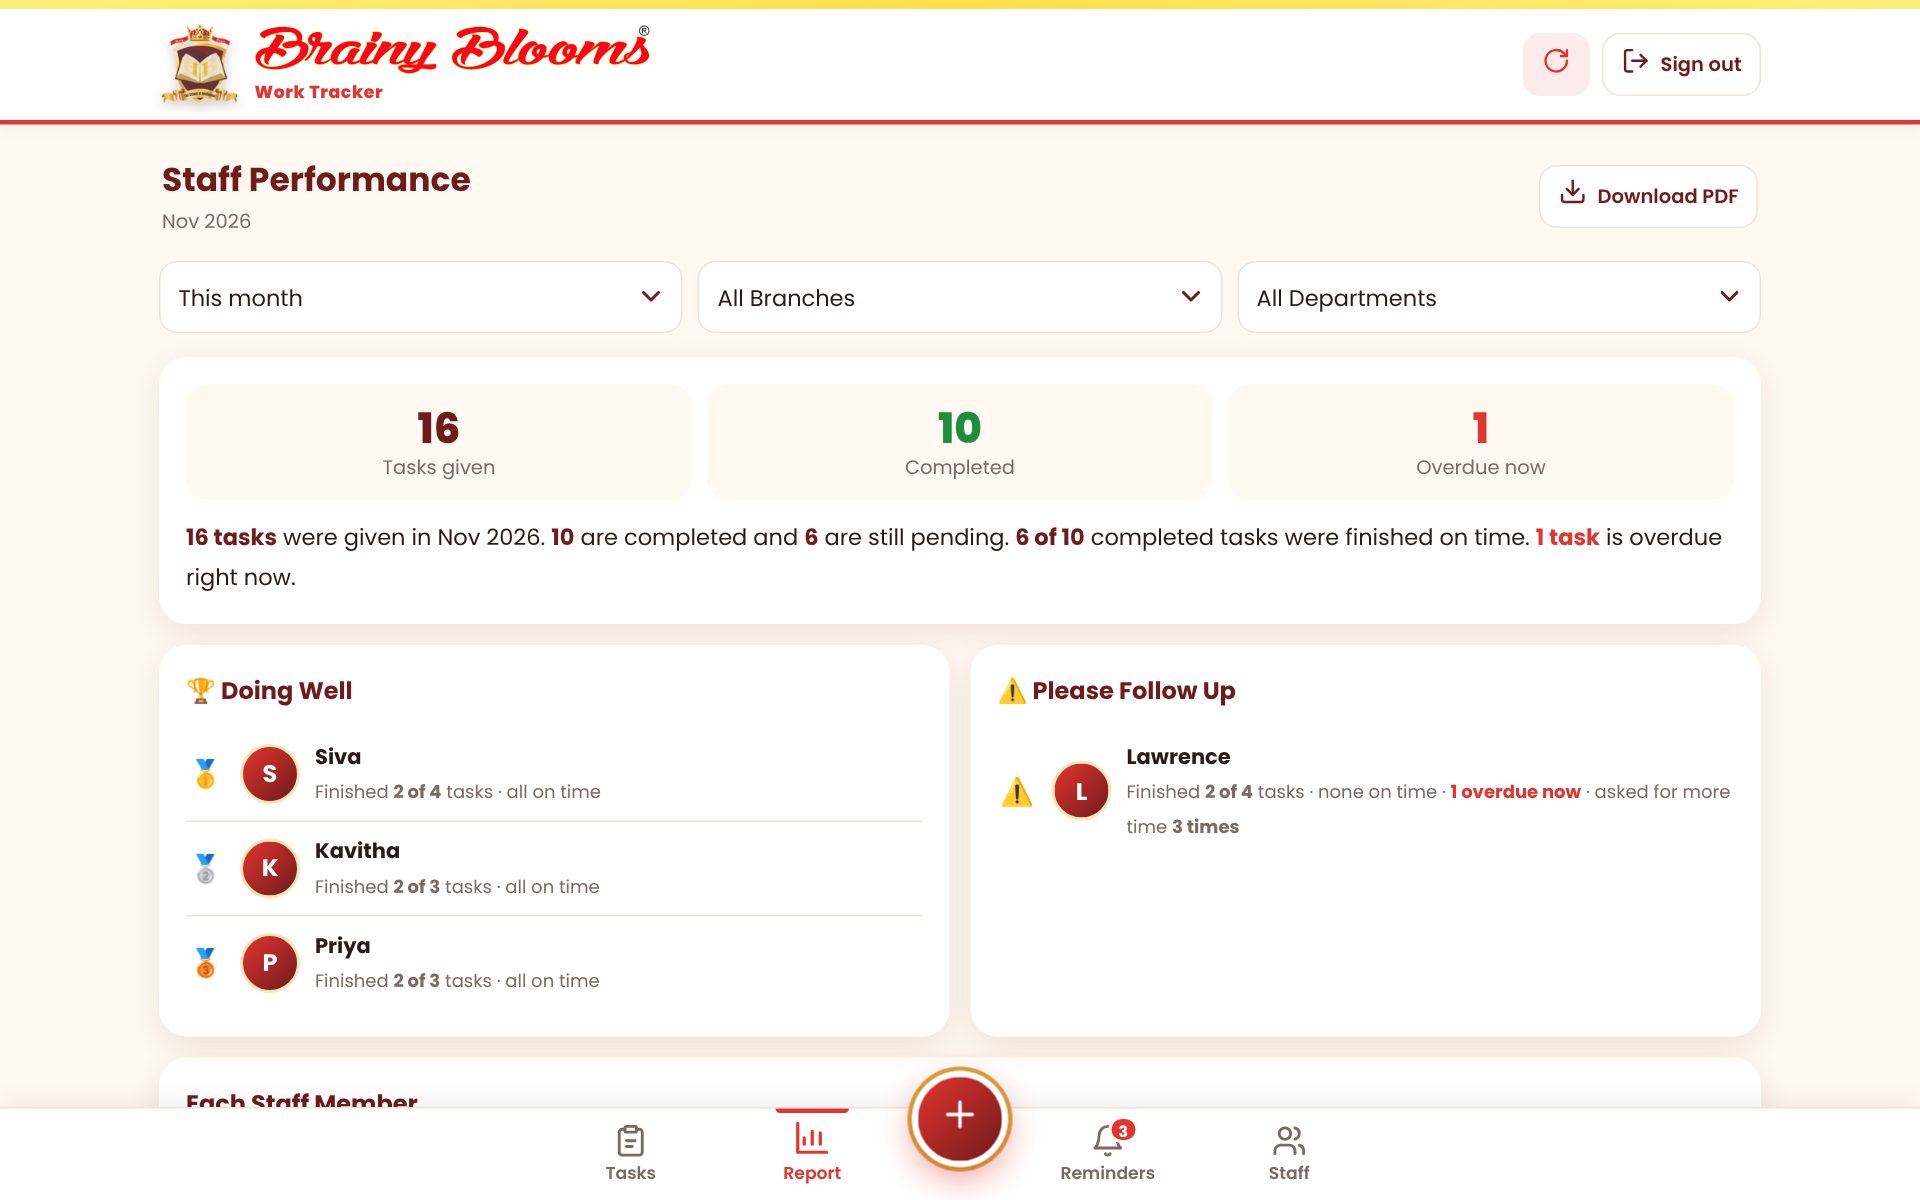 Brainy Blooms®
Work Tracker
Sign out
Staff Performance
Nov 2026
Download PDF
This month
All Branches
All Departments
16
Tasks given
10
Completed
1
Overdue now
16 tasks were given in Nov 2026. 10 are completed and 6 are still pending. 6 of 10 completed tasks were finished on time. 1 task is overdue
right now.
🏆 Doing Well
S
Siva
Finished 2 of 4 tasks · all on time
K
Kavitha
Finished 2 of 3 tasks · all on time
P
Priya
Finished 2 of 3 tasks · all on time
⚠️ Please Follow Up
L
Lawrence
Finished 2 of 4 tasks · none on time · 1 overdue now · asked for more
time 3 times
Each Staff Member
Tasks
Report
3
Reminders
Staff